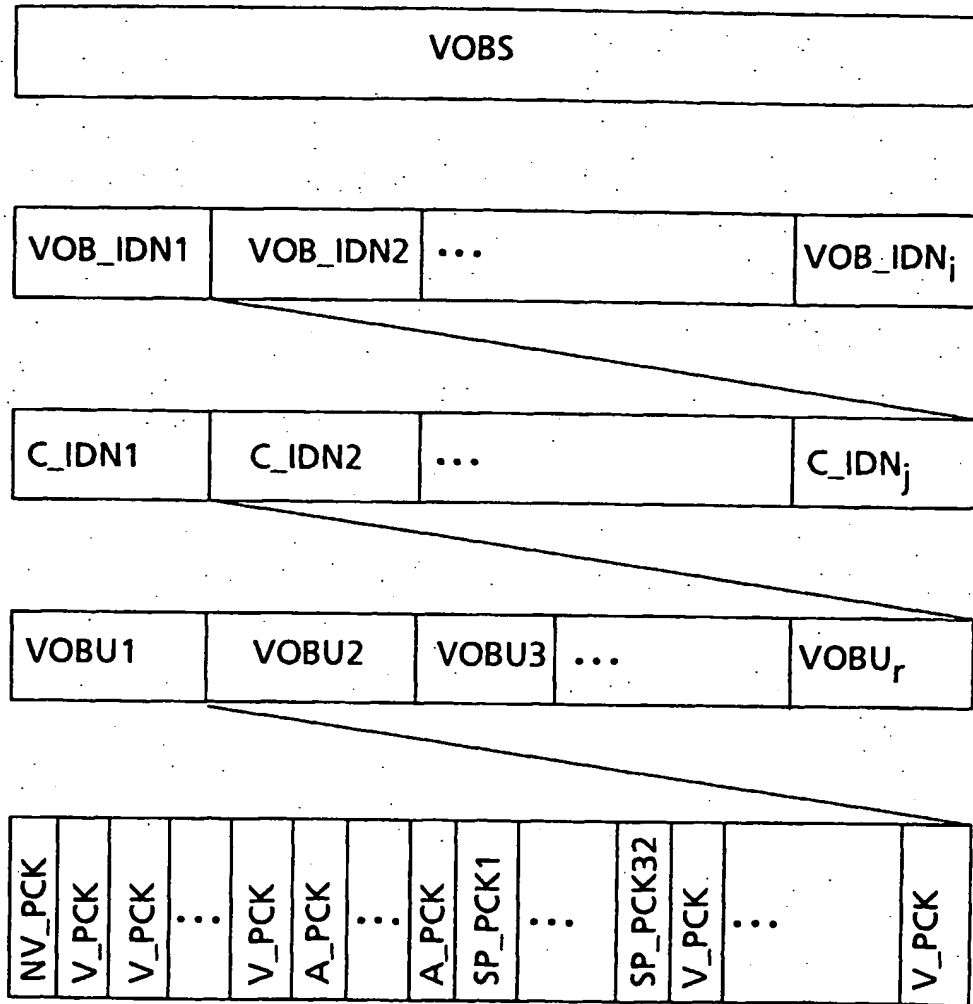 VOBS
VOB_IDN1 VOB_IDN2 ... VOB_IDNi
C_IDN1 C_IDN2 ... C_IDNj
VOBU1 VOBU2 VOBU3 ... VOBUr
NV_PCK V_PCK V_PCK ... V_PCK A_PCK ... A_PCK SP_PCK1 ... SP_PCK32 V_PCK ... V_PCK